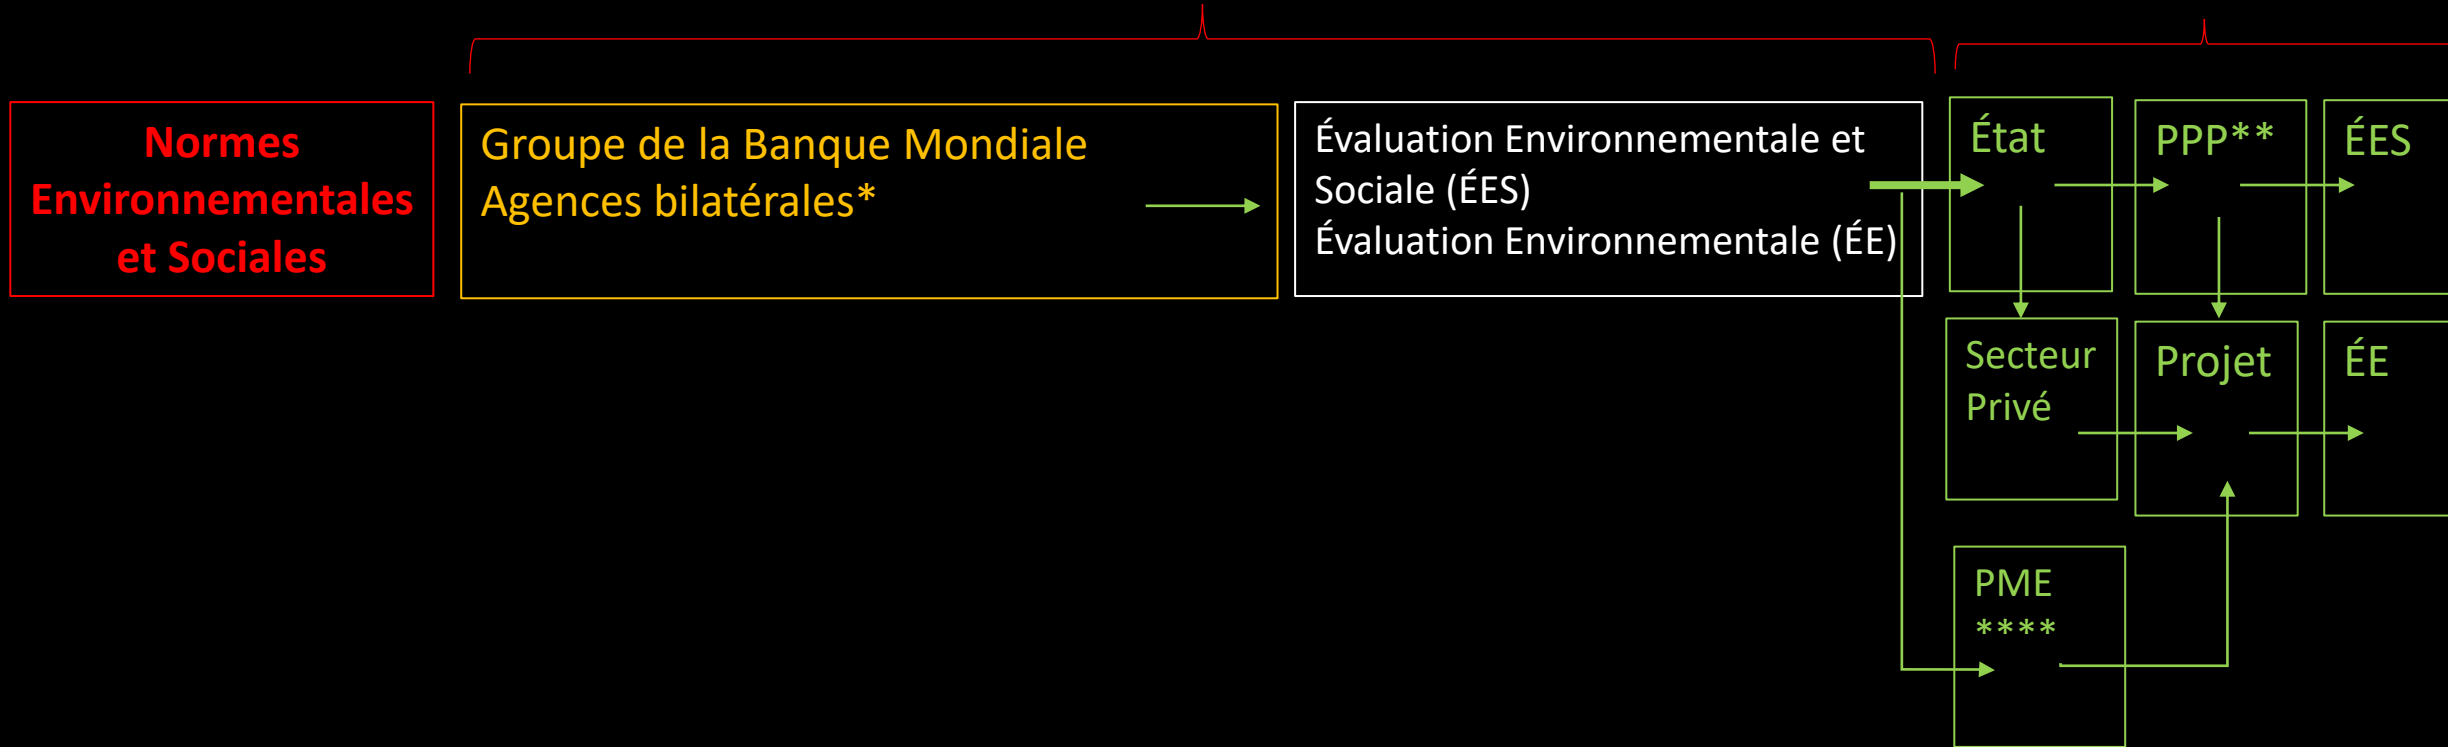 Normes
Environnementales
et Sociales
Groupe de la Banque Mondiale
Agences bilatérales*
Évaluation Environnementale et
Sociale (ÉES)
Évaluation Environnementale (ÉE)
État
PPP**
ÉES
Secteur
Privé
Projet
ÉE
PME
****